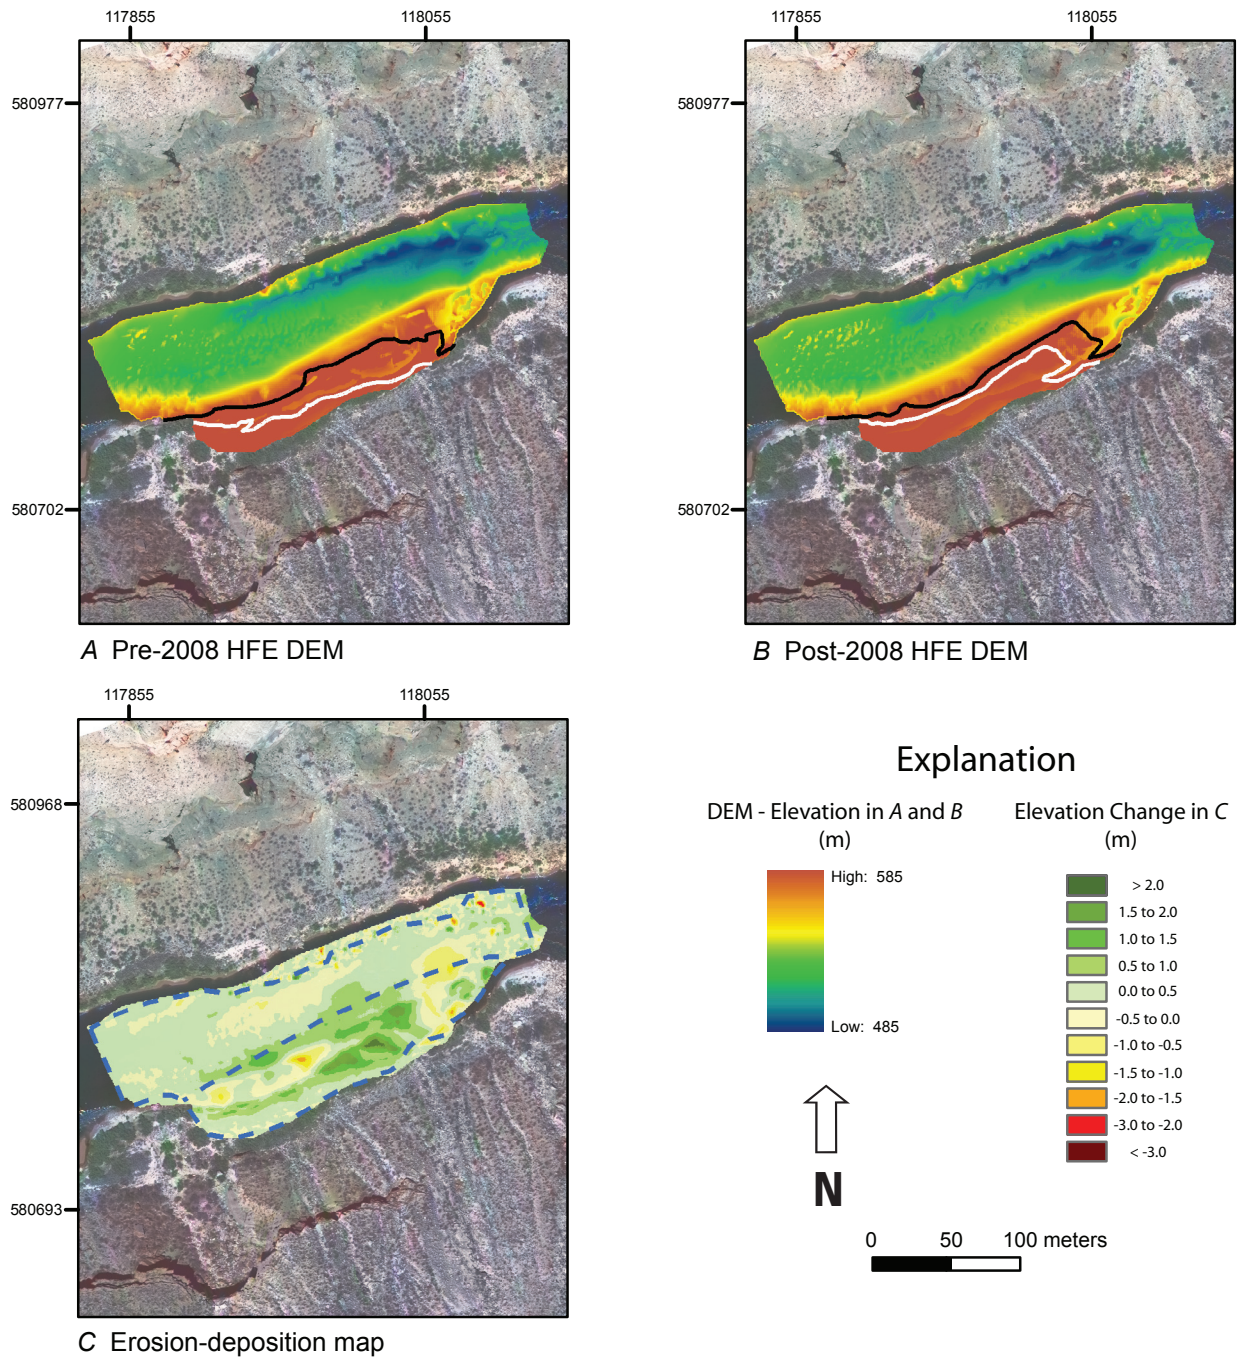 117855 118055
117855 118055
580977
580977
580702
580702
A Pre-2008 HFE DEM
B Post-2008 HFE DEM
117855 118055
580968
580693
C Erosion-deposition map
Explanation
DEM - Elevation in A and B
(m)
High: 585
Low: 485
Elevation Change in C
(m)
> 2.0
1.5 to 2.0
1.0 to 1.5
0.5 to 1.0
0.0 to 0.5
-0.5 to 0.0
-1.0 to -0.5
-1.5 to -1.0
-2.0 to -1.5
-3.0 to -2.0
< -3.0
N
0 50 100 meters